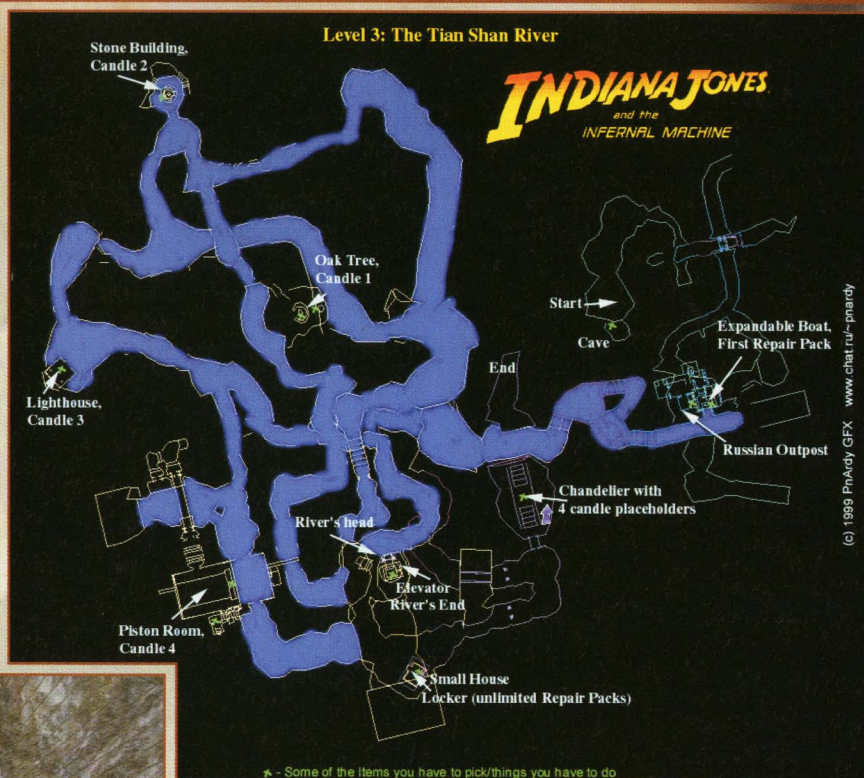 Level 3: The Tian Shan River
Stone Building,
Candle 2
INDIANA JONES
and the
INFERNAL MACHINE
Oak Tree,
Candle 1
Start
Cave
Expandable Boat,
First Repair Pack
End
Lighthouse,
Candle 3
Russian Outpost
Chandelier with
4 candle placeholders
River's head
Elevator
River's End
Piston Room,
Candle 4
Small House
Locker (unlimited Repair Packs)
(c) 1999 PnArdy GFX www.chat.ru/~pnardy
- Some of the items you have to pick/things you have to do